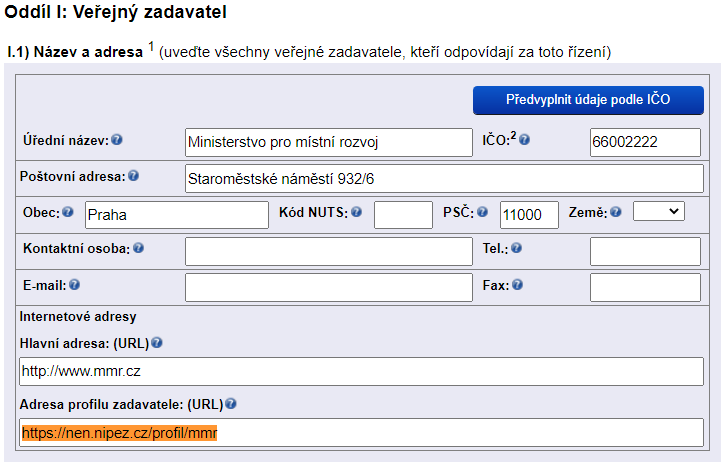 Oddíl I: Veřejný zadavatel
I.1) Název a adresa 1 (uveďte všechny veřejné zadavatele, kteří odpovídají za toto řízení)
Předvyplnit údaje podle IČO
Úřední název: ? Ministerstvo pro místní rozvoj IČO:2 ? 66002222
Poštovní adresa: ? Staroměstské náměstí 932/6
Obec: ? Praha Kód NUTS: ? PSČ: ? 11000 Země: ?
Kontaktní osoba: ? Tel.: ?
E-mail: ? Fax: ?
Internetové adresy
Hlavní adresa: (URL) ?
http://www.mmr.cz
Adresa profilu zadavatele: (URL) ?
https://nen.nipez.cz/profil/mmr